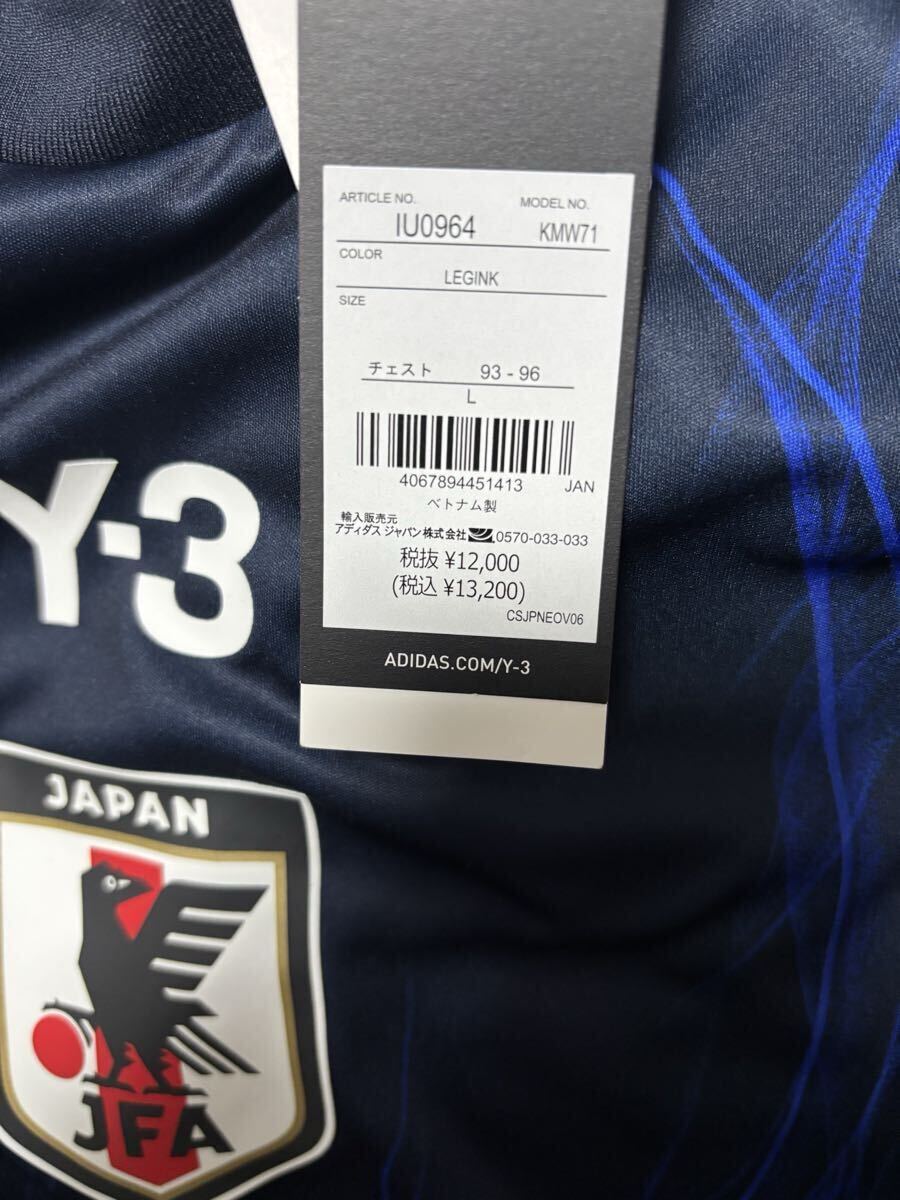 ARTICLE NO. MODEL NO.
IU0964 KMW71
COLOR
LEGINK
SIZE
チェスト 93 - 96
L
4067894451413 JAN
ベトナム製
輸入販売元
アディダス ジャパン株式会社 0570-033-033
税抜 ¥12,000
(税込 ¥13,200)
CSJPNEOV06
ADIDAS.COM/Y-3
Y-3
JAPAN
JFA